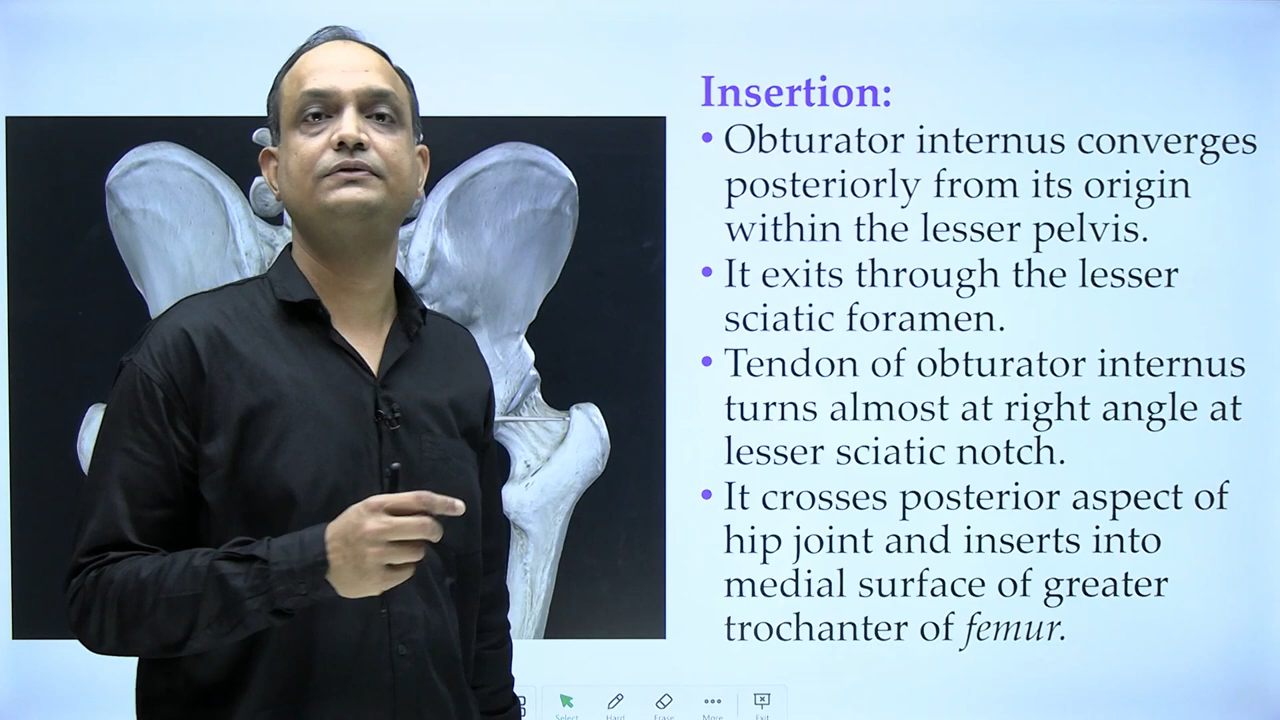 Insertion:
• Obturator internus converges
posteriorly from its origin
within the lesser pelvis.
• It exits through the lesser
sciatic foramen.
• Tendon of obturator internus
turns almost at right angle at
lesser sciatic notch.
• It crosses posterior aspect of
hip joint and inserts into
medial surface of greater
trochanter of femur.
Select Hard Erase More Exit